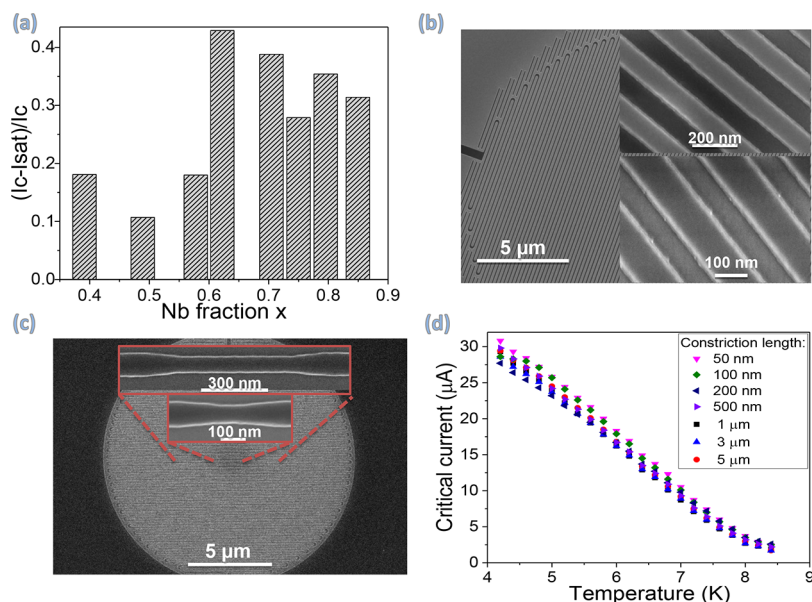 (a)
(Ic-Isat)/Ic
0.4
0.3
0.2
0.1
0.0
0.4 0.5 0.6 0.7 0.8 0.9
Nb fraction x
(b)
5 µm
200 nm
100 nm
(c)
300 nm
100 nm
5 µm
(d)
Critical current (µA)
30
25
20
15
10
5
0
4 5 6 7 8 9
Temperature (K)
Constriction length:
50 nm
100 nm
200 nm
500 nm
1 µm
3 µm
5 µm